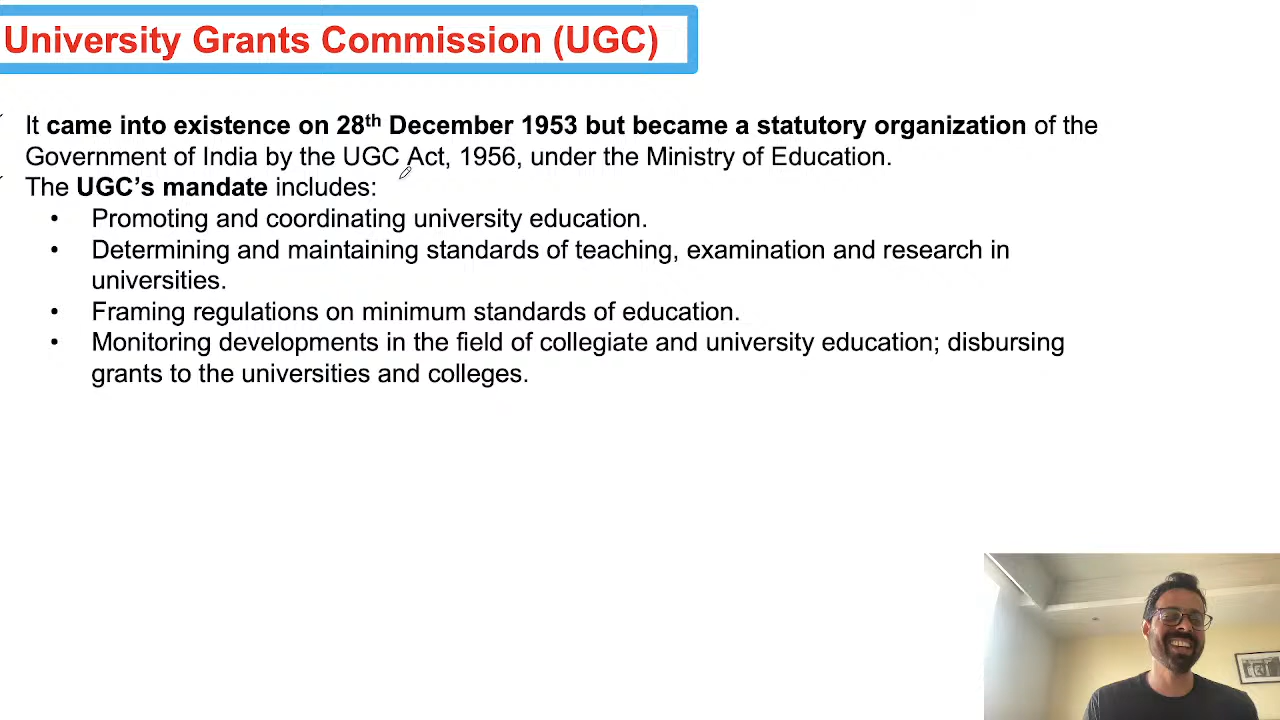 University Grants Commission (UGC)
It came into existence on 28th December 1953 but became a statutory organization of the
Government of India by the UGC Act, 1956, under the Ministry of Education.
The UGC’s mandate includes:
• Promoting and coordinating university education.
• Determining and maintaining standards of teaching, examination and research in
universities.
• Framing regulations on minimum standards of education.
• Monitoring developments in the field of collegiate and university education; disbursing
grants to the universities and colleges.